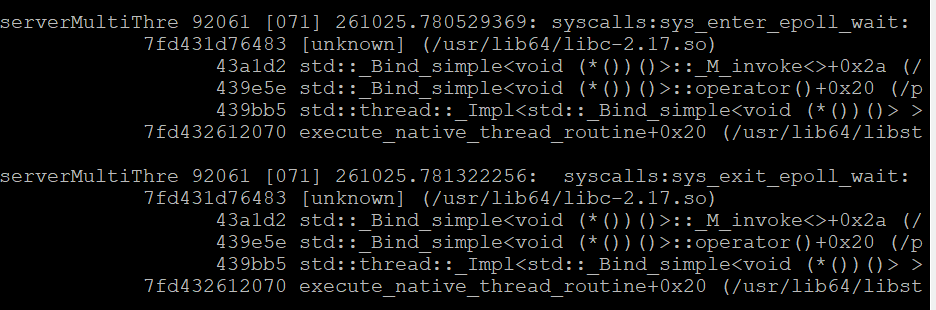 serverMultiThre 92061 [071] 261025.780529369: syscalls:sys_enter_epoll_wait:
7fd431d76483 [unknown] (/usr/lib64/libc-2.17.so)
43a1d2 std::_Bind_simple<void (*())()>::_M_invoke<>+0x2a (/
439e5e std::_Bind_simple<void (*())()>::operator()+0x20 (/p
439bb5 std::thread::_Impl<std::_Bind_simple<void (*())()> >
7fd432612070 execute_native_thread_routine+0x20 (/usr/lib64/libst
serverMultiThre 92061 [071] 261025.781322256:  syscalls:sys_exit_epoll_wait:
7fd431d76483 [unknown] (/usr/lib64/libc-2.17.so)
43a1d2 std::_Bind_simple<void (*())()>::_M_invoke<>+0x2a (/
439e5e std::_Bind_simple<void (*())()>::operator()+0x20 (/p
439bb5 std::thread::_Impl<std::_Bind_simple<void (*())()> >
7fd432612070 execute_native_thread_routine+0x20 (/usr/lib64/libst